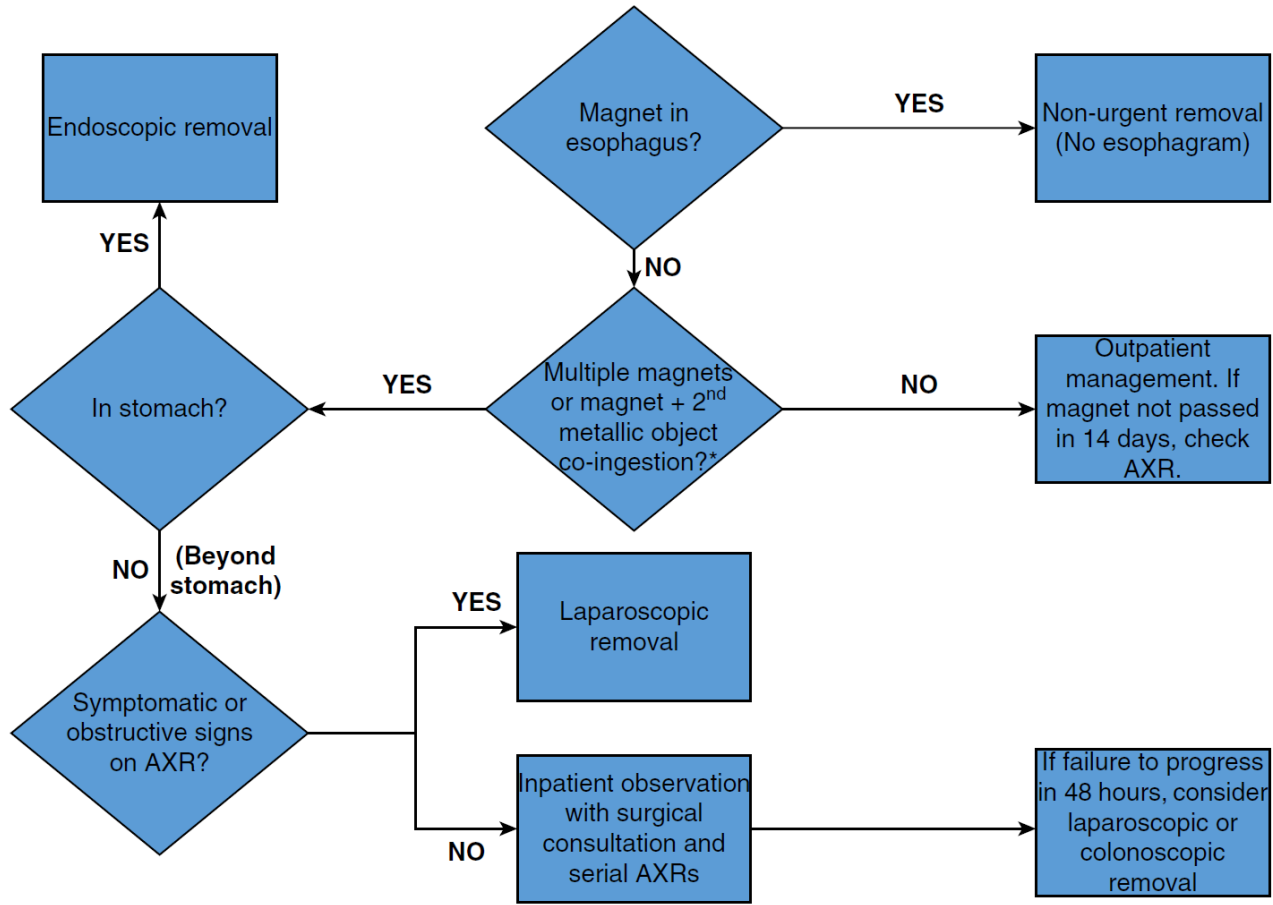 Endoscopic removal
Magnet in
esophagus?
YES
Non-urgent removal
(No esophagram)
YES
NO
In stomach?
YES
Multiple magnets
or magnet + 2nd
metallic object
co-ingestion?*
NO
Outpatient
management. If
magnet not passed
in 14 days, check
AXR.
NO
(Beyond
stomach)
Symptomatic or
obstructive signs
on AXR?
YES
Laparoscopic
removal
NO
Inpatient observation
with surgical
consultation and
serial AXRs
If failure to progress
in 48 hours, consider
laparoscopic or
colonoscopic
removal